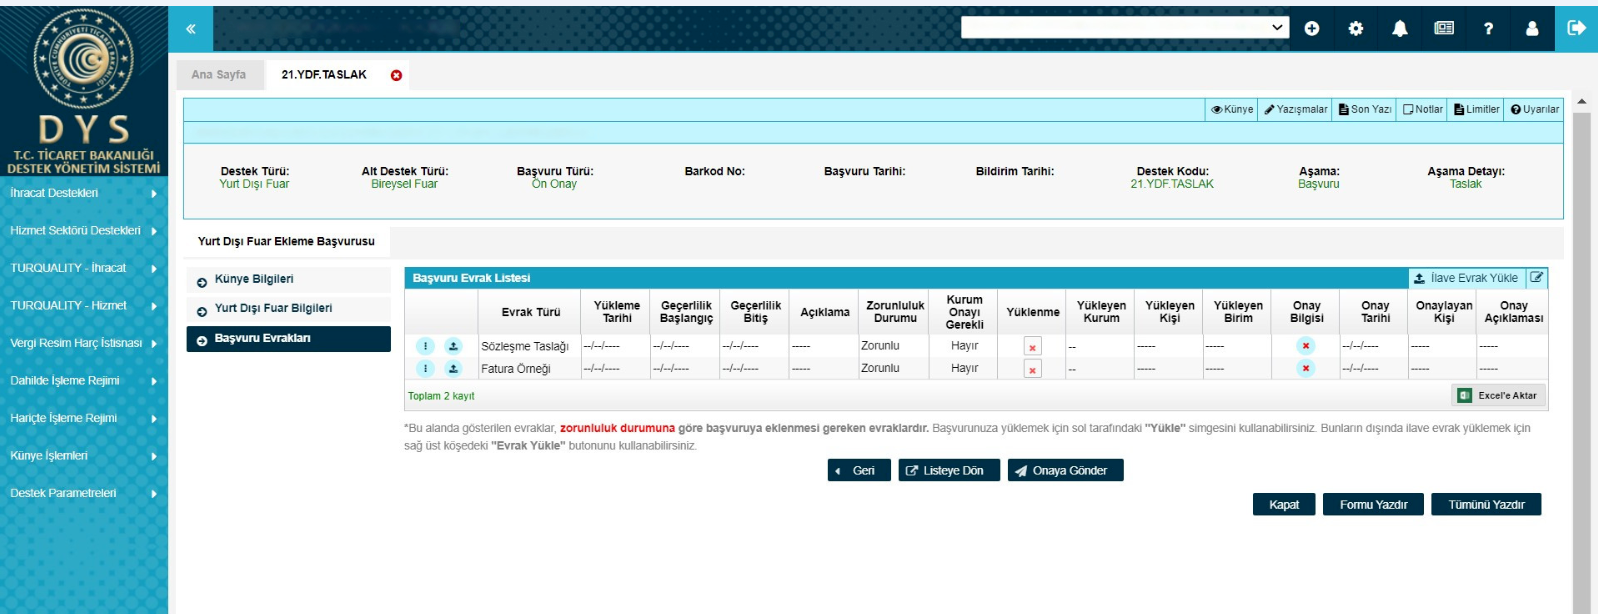 Ana Sayfa 21.YDF.TASLAK
DYS
T.C. TİCARET BAKANLIĞI
DESTEK YÖNETİM SİSTEMİ
İhracat Destekleri
Hizmet Sektörü Destekleri
TURQUALITY - İhracat
TURQUALITY - Hizmet
Vergi Resim Harç İstisnası
Dahilde İşleme Rejimi
Hariçte İşleme Rejimi
Künye İşlemleri
Destek Parametreleri
Künye Yazışmalar Son Yazı Notlar Limitler Uyarılar
Destek Türü: Alt Destek Türü: Başvuru Türü: Barkod No: Başvuru Tarihi: Bildirim Tarihi: Destek Kodu: Aşama: Aşama Detayı:
Yurt Dışı Fuar Bireysel Fuar Ön Onay 21.YDF.TASLAK Başvuru Taslak
Yurt Dışı Fuar Ekleme Başvurusu
Künye Bilgileri
Yurt Dışı Fuar Bilgileri
Başvuru Evrakları
Başvuru Evrak Listesi İlave Evrak Yükle
Evrak Türü Yükleme Tarihi Geçerlilik Başlangıç Geçerlilik Bitiş Açıklama Zorunluluk Durumu Kurum Onayı Gerekli Yüklenme Yükleyen Kurum Yükleyen Kişi Yükleyen Birim Onay Bilgisi Onay Tarihi Onaylayan Kişi Onay Açıklaması
Sözleşme Taslağı --/--/---- --/--/---- --/--/---- ----- Zorunlu Hayır -- ----- ----- --/--/---- ----- -----
Fatura Örneği --/--/---- --/--/---- --/--/---- ----- Zorunlu Hayır -- ----- ----- --/--/---- ----- -----
Toplam 2 kayıt Excel'e Aktar
*Bu alanda gösterilen evraklar, zorunluluk durumuna göre başvuruya eklenmesi gereken evraklardır. Başvurunuza yüklemek için sol tarafındaki "Yükle" simgesini kullanabilirsiniz. Bunların dışında ilave evrak yüklemek için
sağ üst köşedeki "Evrak Yükle" butonunu kullanabilirsiniz.
Geri Listeye Dön Onaya Gönder
Kapat Formu Yazdır Tümünü Yazdır